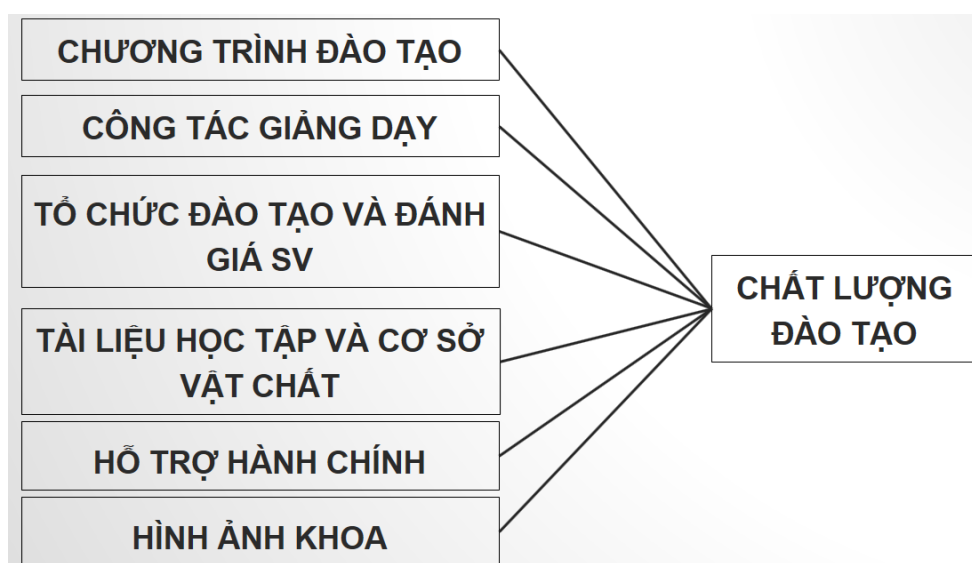 CHƯƠNG TRÌNH ĐÀO TẠO
CÔNG TÁC GIẢNG DẠY
TỔ CHỨC ĐÀO TẠO VÀ ĐÁNH
GIÁ SV
TÀI LIỆU HỌC TẬP VÀ CƠ SỞ
VẬT CHẤT
HỖ TRỢ HÀNH CHÍNH
HÌNH ẢNH KHOA
CHẤT LƯỢNG
ĐÀO TẠO